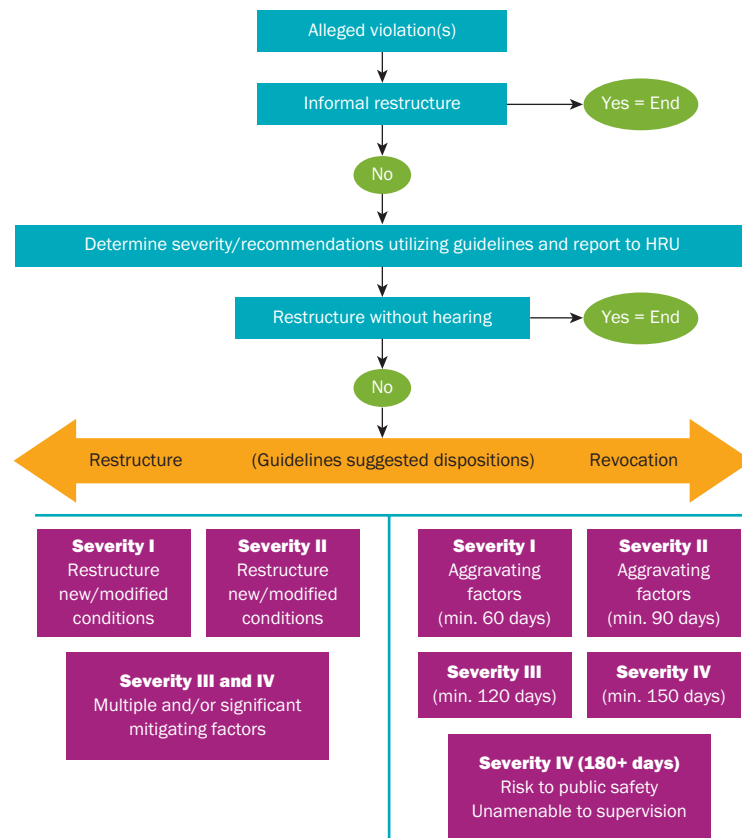 Alleged violation(s)
Informal restructure
Yes = End
No
Determine severity/recommendations utilizing guidelines and report to HRU
Restructure without hearing
Yes = End
No
Restructure (Guidelines suggested dispositions) Revocation
Severity I
Restructure
new/modified
conditions
Severity II
Restructure
new/modified
conditions
Severity III and IV
Multiple and/or significant
mitigating factors
Severity I
Aggravating
factors
(min. 60 days)
Severity II
Aggravating
factors
(min. 90 days)
Severity III
(min. 120 days)
Severity IV
(min. 150 days)
Severity IV (180+ days)
Risk to public safety
Unamenable to supervision